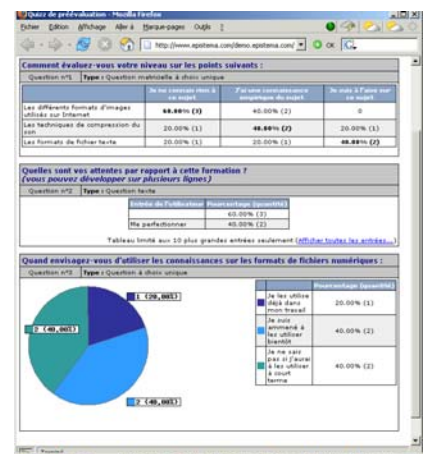 Quizz de préévaluation - Mozilla Firefox
Fichier Edition Affichage Aller à Marque-pages Outils ?
http://www.epistema.com/demo.epistema.com/
OK
Comment évaluez-vous votre niveau sur les points suivants :
Question n°1 Type : Question matricielle à choix unique
Je ne connais rien à ce sujet J'ai une connaissance empirique du sujet Je suis à l'aise sur ce sujet
Les différents formats d'images utilisés sur Internet 60.00% (3) 40.00% (2) 0
Les techniques de compression du son 20.00% (1) 40.00% (2) 20.00% (1)
Les formats de fichier texte 20.00% (1) 20.00% (1) 40.00% (2)
Quelles sont vos attentes par rapport à cette formation ?
(vous pouvez développer sur plusieurs lignes)
Question n°2 Type : Question texte
Entrée de l'utilisateur Pourcentage (quantité)
60.00% (3)
Me perfectionner 40.00% (2)
Tableau limité aux 10 plus grandes entrées seulement (Afficher toutes les entrées...)
Quand envisagez-vous d'utiliser les connaissances sur les formats de fichiers numériques :
Question n°3 Type : Question à choix unique
Pourcentage (quantité)
1 (20,00%)
2 (40,00%)
2 (40,00%)
Je les utilise déjà dans mon travail 20.00% (1)
Je suis ammené à les utiliser bientôt 40.00% (2)
Je ne sais pas si j'aurai à les utiliser à court terme 40.00% (2)